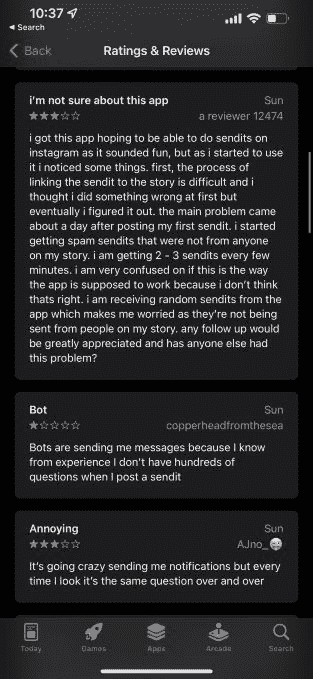 10:37
Search
Back
Ratings & Reviews
i'm not sure about this app
Sun
a reviewer 12474
i got this app hoping to be able to do sendits on
instagram as it sounded fun, but as i started to use
it i noticed some things. first, the process of
linking the sendit to the story is difficult and i
thought i did something wrong at first but
eventually i figured it out. the main problem came
about a day after posting my first sendit. i started
getting spam sendits that were not from anyone
on my story. i am getting 2 - 3 sendits every few
minutes. i am very confused on if this is the way
the app is supposed to work because i don't think
thats right. i am receiving random sendits from the
app which makes me worried as they're not being
sent from people on my story. any follow up would
be greatly appreciated and has anyone else had
this problem?
Bot
Sun
copperheadfromthesea
Bots are sending me messages because I know
from experience I don't have hundreds of
questions when I post a sendit
Annoying
Sun
AJno_😜
It's going crazy sending me notifications but every
time I look it's the same question over and over
Today
Games
Apps
Arcade
Search